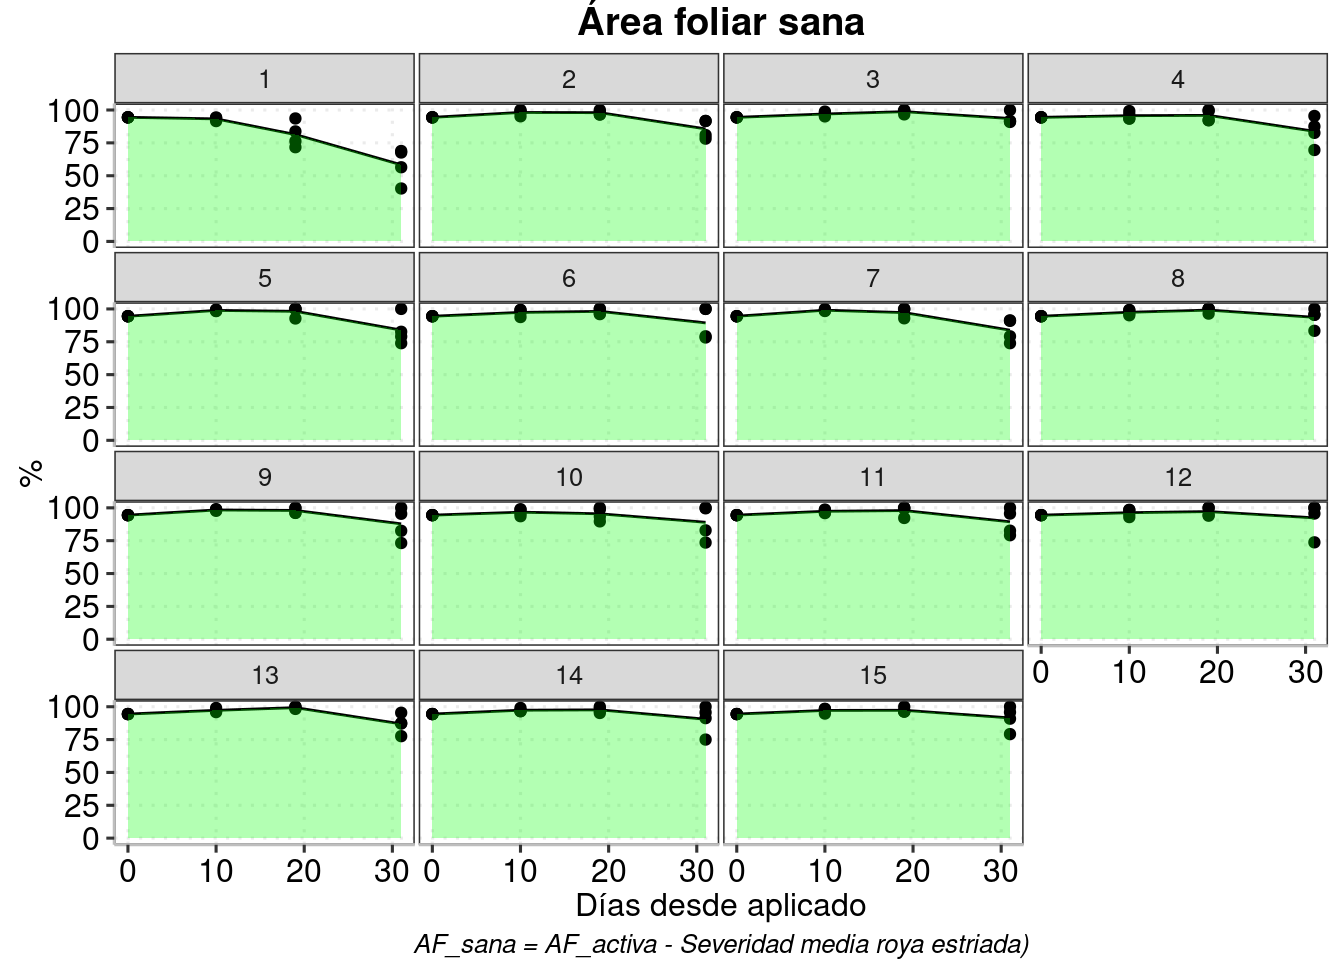 Área foliar sana
1 2 3 4
100
75
50
25
0
5 6 7 8
100
75
50
25
0
%
9 10 11 12
100
75
50
25
0
0 10 20 30
13 14 15
100
75
50
25
0
0 10 20 30 0 10 20 30 0 10 20 30
Días desde aplicado
AF_sana = AF_activa - Severidad media roya estriada)